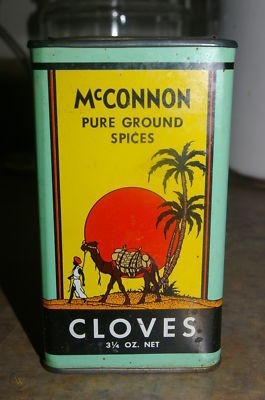 McCONNON
PURE GROUND
SPICES
CLOVES
3¼ OZ. NET